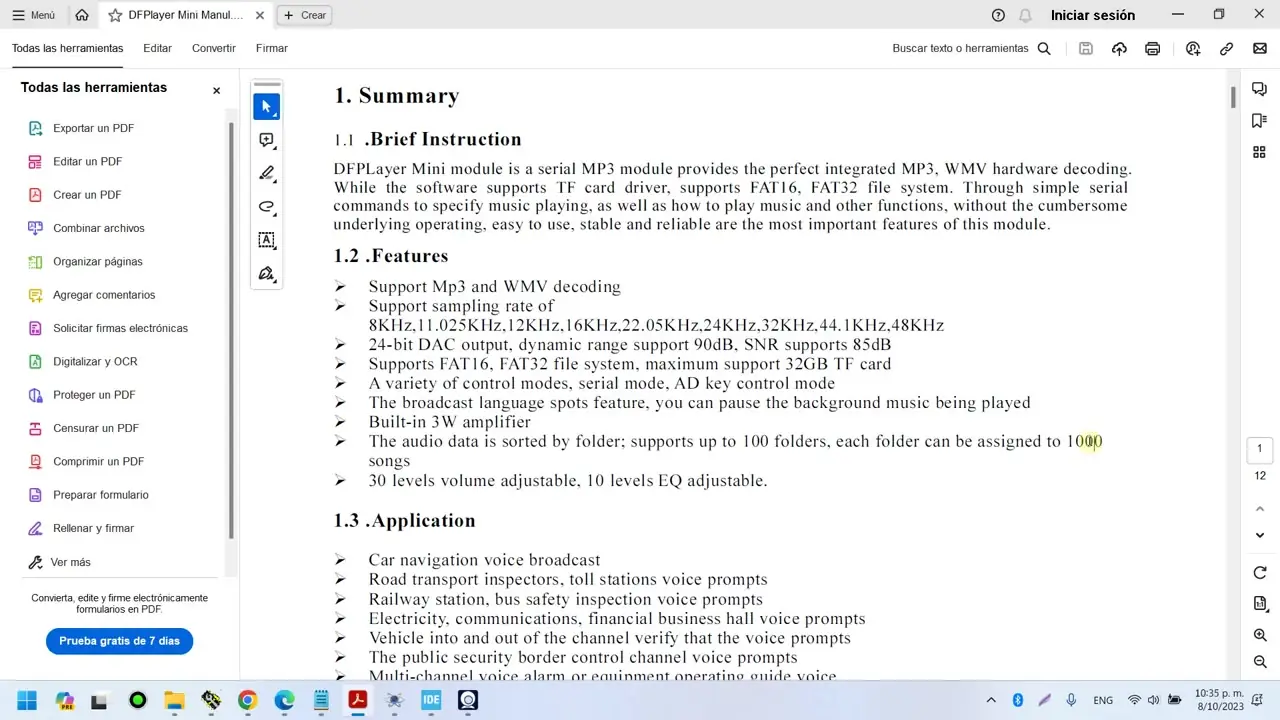 Menú
DFPlayer Mini Manul....
Crear
Iniciar sesión
Todas las herramientas
Editar
Convertir
Firmar
Buscar texto o herramientas
Todas las herramientas
Exportar un PDF
Editar un PDF
Crear un PDF
Combinar archivos
Organizar páginas
Agregar comentarios
Solicitar firmas electrónicas
Digitalizar y OCR
Proteger un PDF
Censurar un PDF
Comprimir un PDF
Preparar formulario
Rellenar y firmar
Ver más
Convierta, edite y firme electrónicamente
formularios en PDF.
Prueba gratis de 7 días
1. Summary
1.1 .Brief Instruction
DFPLayer Mini module is a serial MP3 module provides the perfect integrated MP3, WMV hardware decoding.
While the software supports TF card driver, supports FAT16, FAT32 file system. Through simple serial
commands to specify music playing, as well as how to play music and other functions, without the cumbersome
underlying operating, easy to use, stable and reliable are the most important features of this module.
1.2 .Features
Support Mp3 and WMV decoding
Support sampling rate of
8KHz,11.025KHz,12KHz,16KHz,22.05KHz,24KHz,32KHz,44.1KHz,48KHz
24-bit DAC output, dynamic range support 90dB, SNR supports 85dB
Supports FAT16, FAT32 file system, maximum support 32GB TF card
A variety of control modes, serial mode, AD key control mode
The broadcast language spots feature, you can pause the background music being played
Built-in 3W amplifier
The audio data is sorted by folder; supports up to 100 folders, each folder can be assigned to 1000
songs
30 levels volume adjustable, 10 levels EQ adjustable.
1.3 .Application
Car navigation voice broadcast
Road transport inspectors, toll stations voice prompts
Railway station, bus safety inspection voice prompts
Electricity, communications, financial business hall voice prompts
Vehicle into and out of the channel verify that the voice prompts
The public security border control channel voice prompts
Multi-channel voice alarm or equipment operating guide voice
1
12
PRE
IDE
ENG
10:35 p. m.
8/10/2023